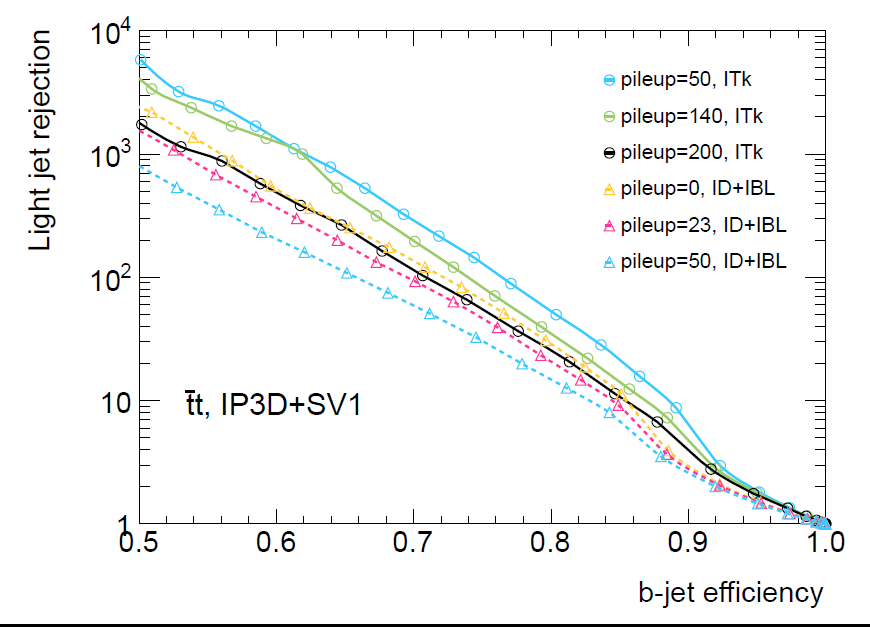 Light jet rejection
10⁴
10³
10²
10
1
pileup=50, ITk
pileup=140, ITk
pileup=200, ITk
pileup=0, ID+IBL
pileup=23, ID+IBL
pileup=50, ID+IBL
t̅t, IP3D+SV1
0.5 0.6 0.7 0.8 0.9 1.0
b-jet efficiency